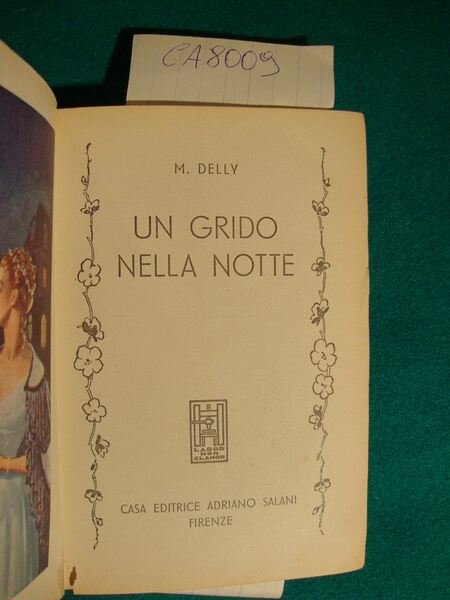 CA8009
M. DELLY
UN GRIDO
NELLA NOTTE
LABOR
NON
CLAMOR
CASA EDITRICE ADRIANO SALANI
FIRENZE